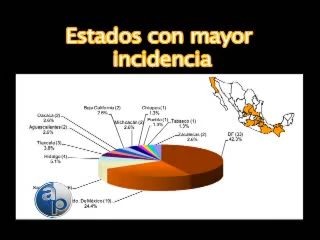 Estados con mayor
incidencia
Baja California (2)
2.6%
Chiapas (1)
1.3%
Oaxaca (2)
2.6%
Michoacán (2)
2.6%
Puebla (1)
1.3%
Tabasco (1)
1.3%
Aguascalientes (2)
2.6%
Zacatecas (2)
2.6%
DF (33)
42.3%
Tlaxcala (3)
3.8%
Hidalgo (4)
5.1%
do. De México (19)
24.4%
ap